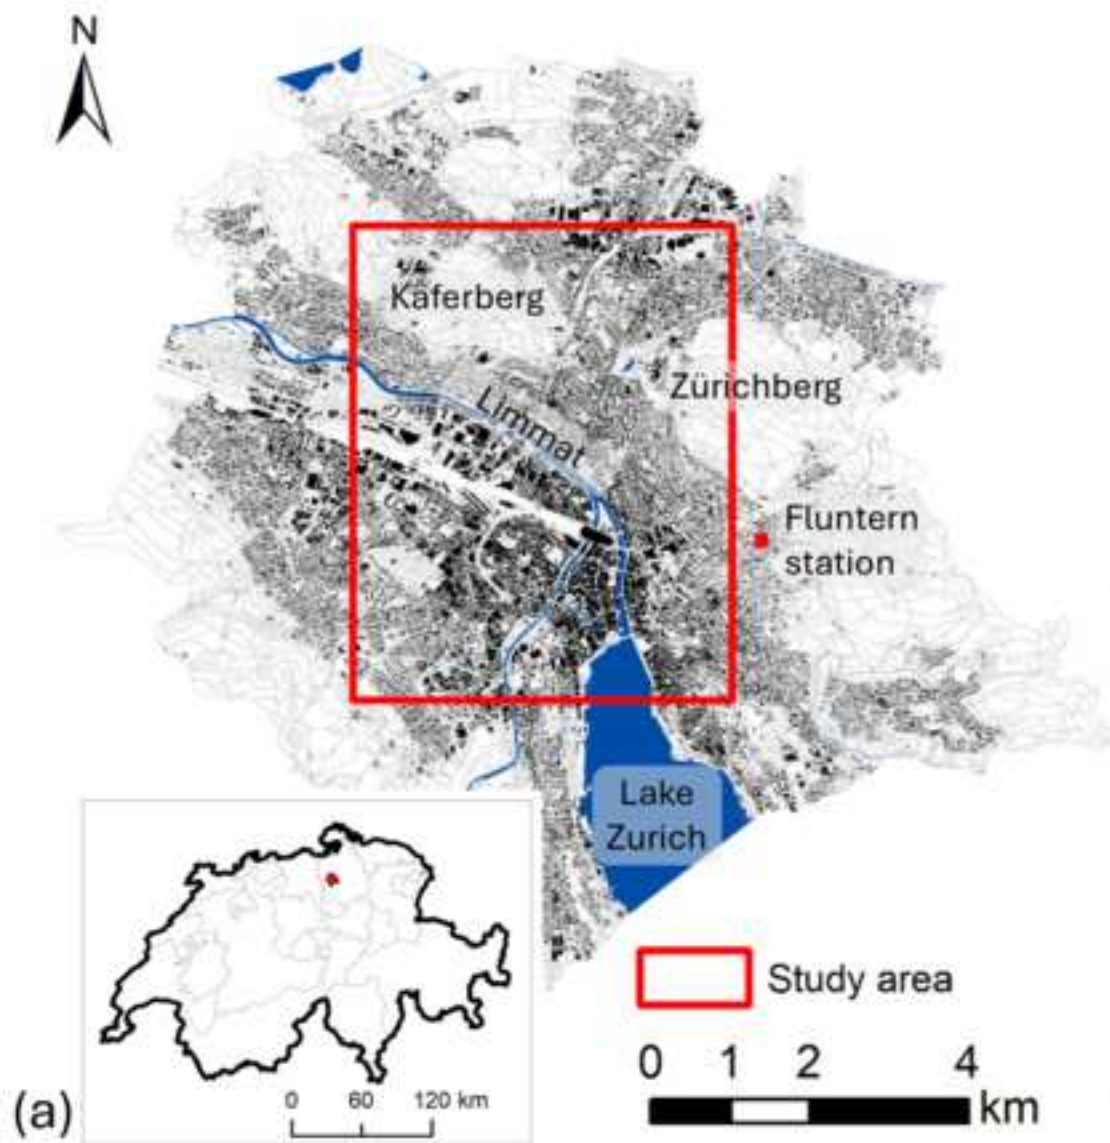 N
Käferberg
Zürichberg
Limmat
Fluntern
station
Lake
Zurich
Study area
0 1 2 4
km
0 60 120 km
(a)